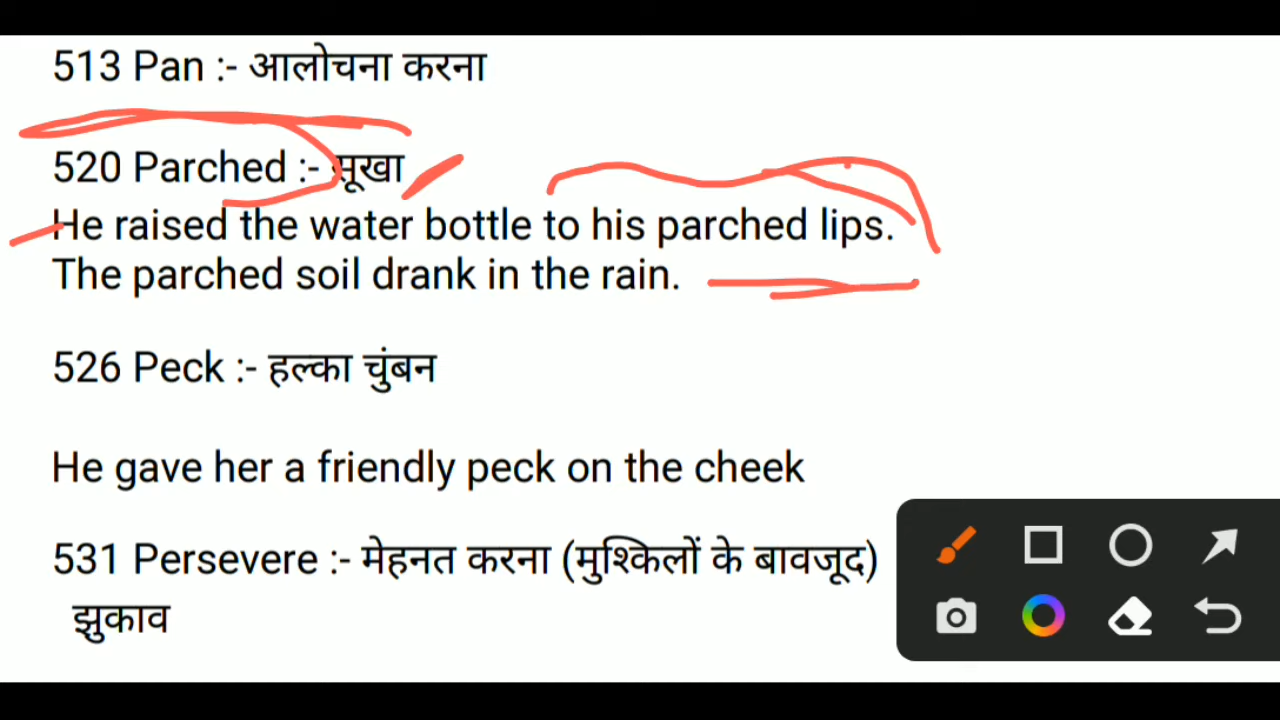 513 Pan :- आलोचना करना
520 Parched :- सूखा
He raised the water bottle to his parched lips.
The parched soil drank in the rain.
526 Peck :- हल्का चुंबन
He gave her a friendly peck on the cheek
531 Persevere :- मेहनत करना (मुश्किलों के बावजूद)
झुकाव